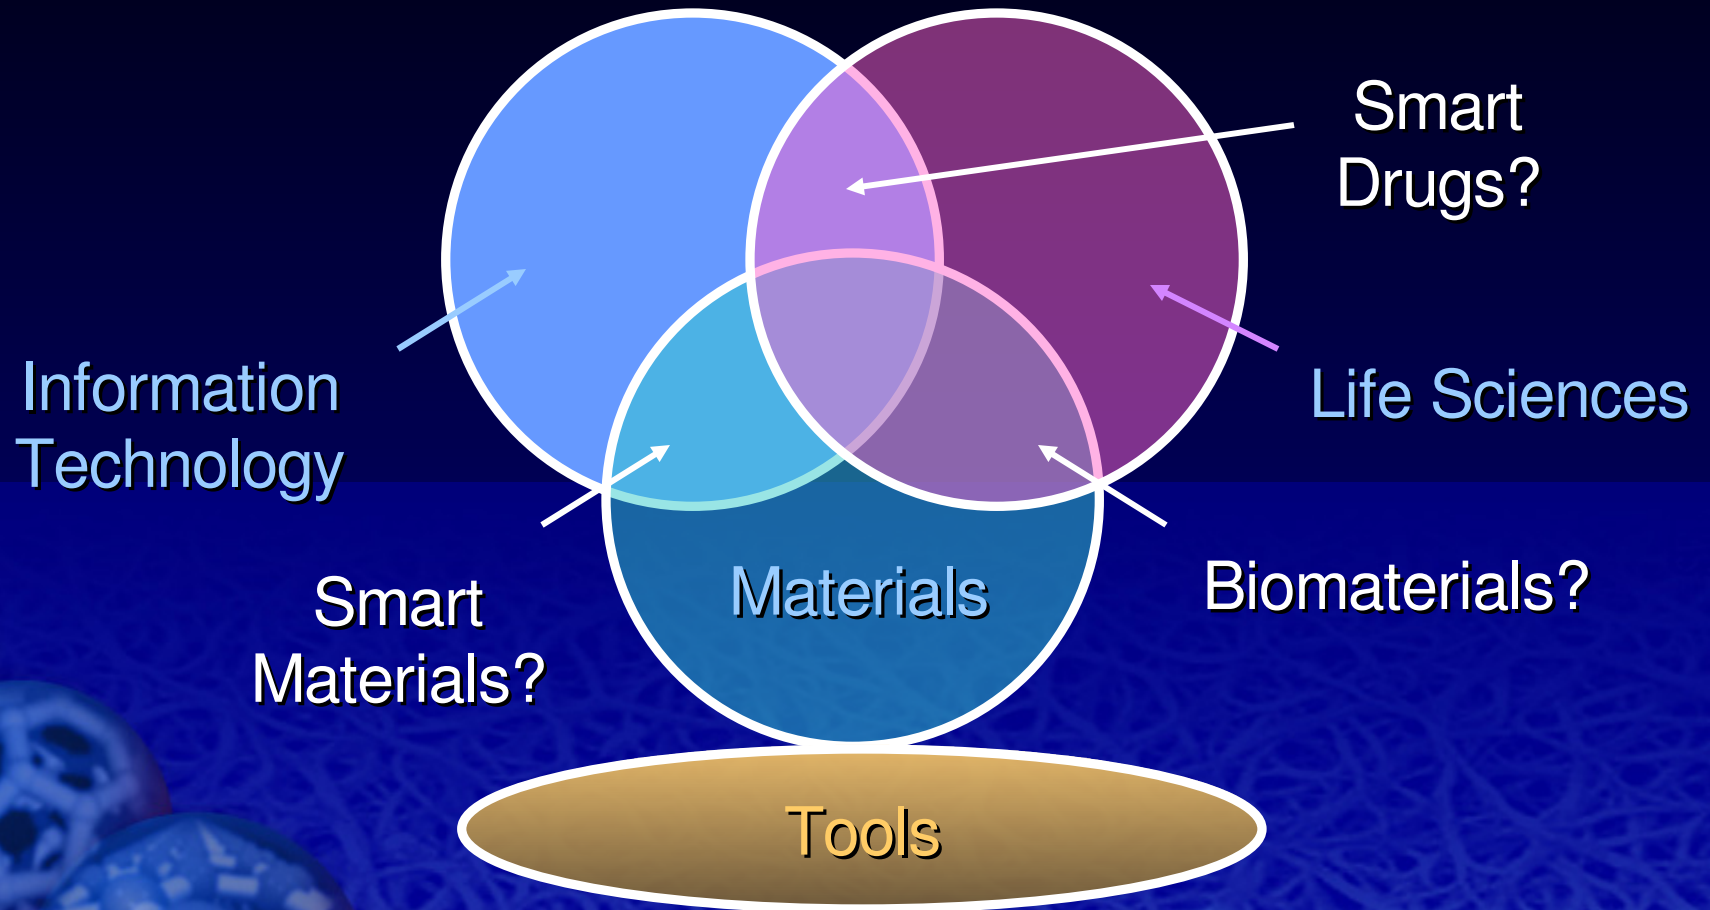 Smart
Drugs?
Information
Technology
Life Sciences
Smart
Materials?
Materials
Biomaterials?
Tools